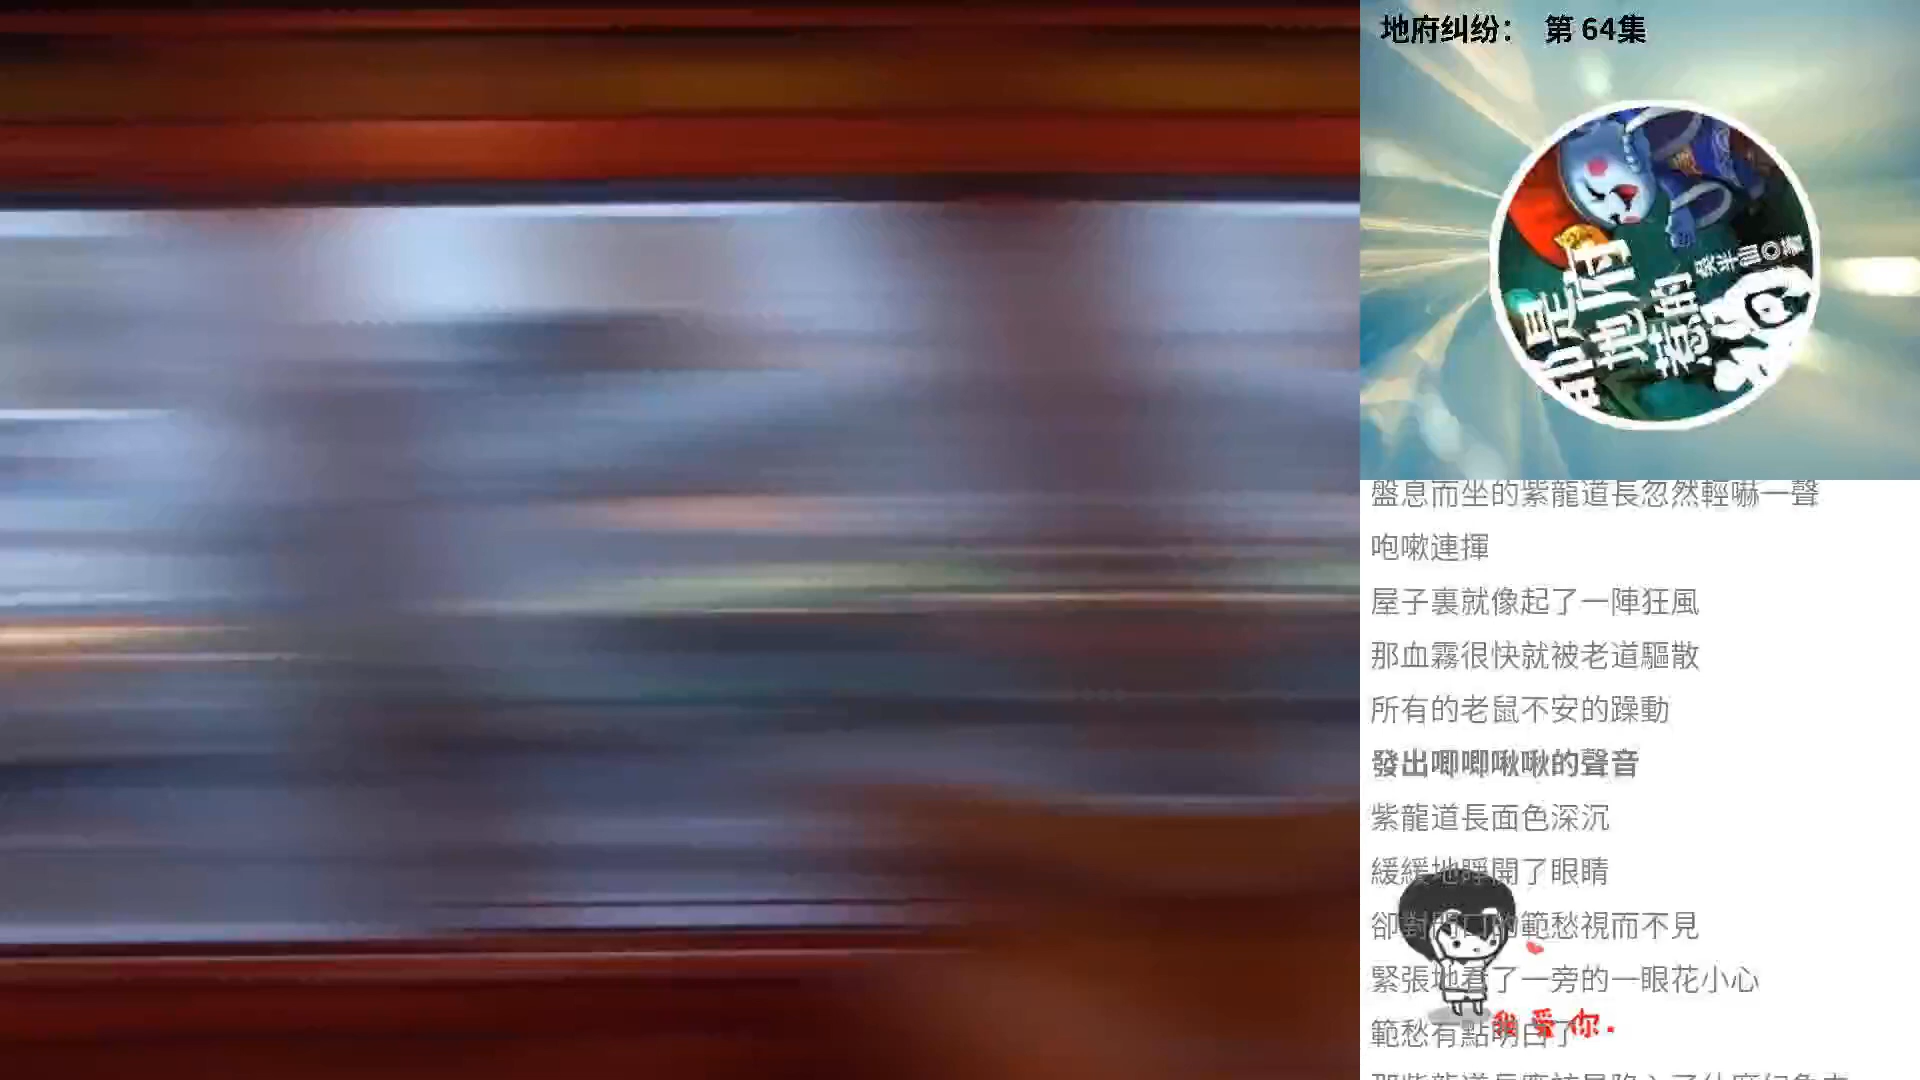 地府纠纷： 第 64集
盤息而坐的紫龍道長忽然輕嚇一聲
咆嗽連揮
屋子裏就像起了一陣狂風
那血霧很快就被老道驅散
所有的老鼠不安的躁動
發出唧唧啾啾的聲音
紫龍道長面色深沉
緩緩地睜開了眼睛
卻對門口的範愁視而不見
緊張地看了一旁的一眼花小心
範愁有點明白了
我爱你.